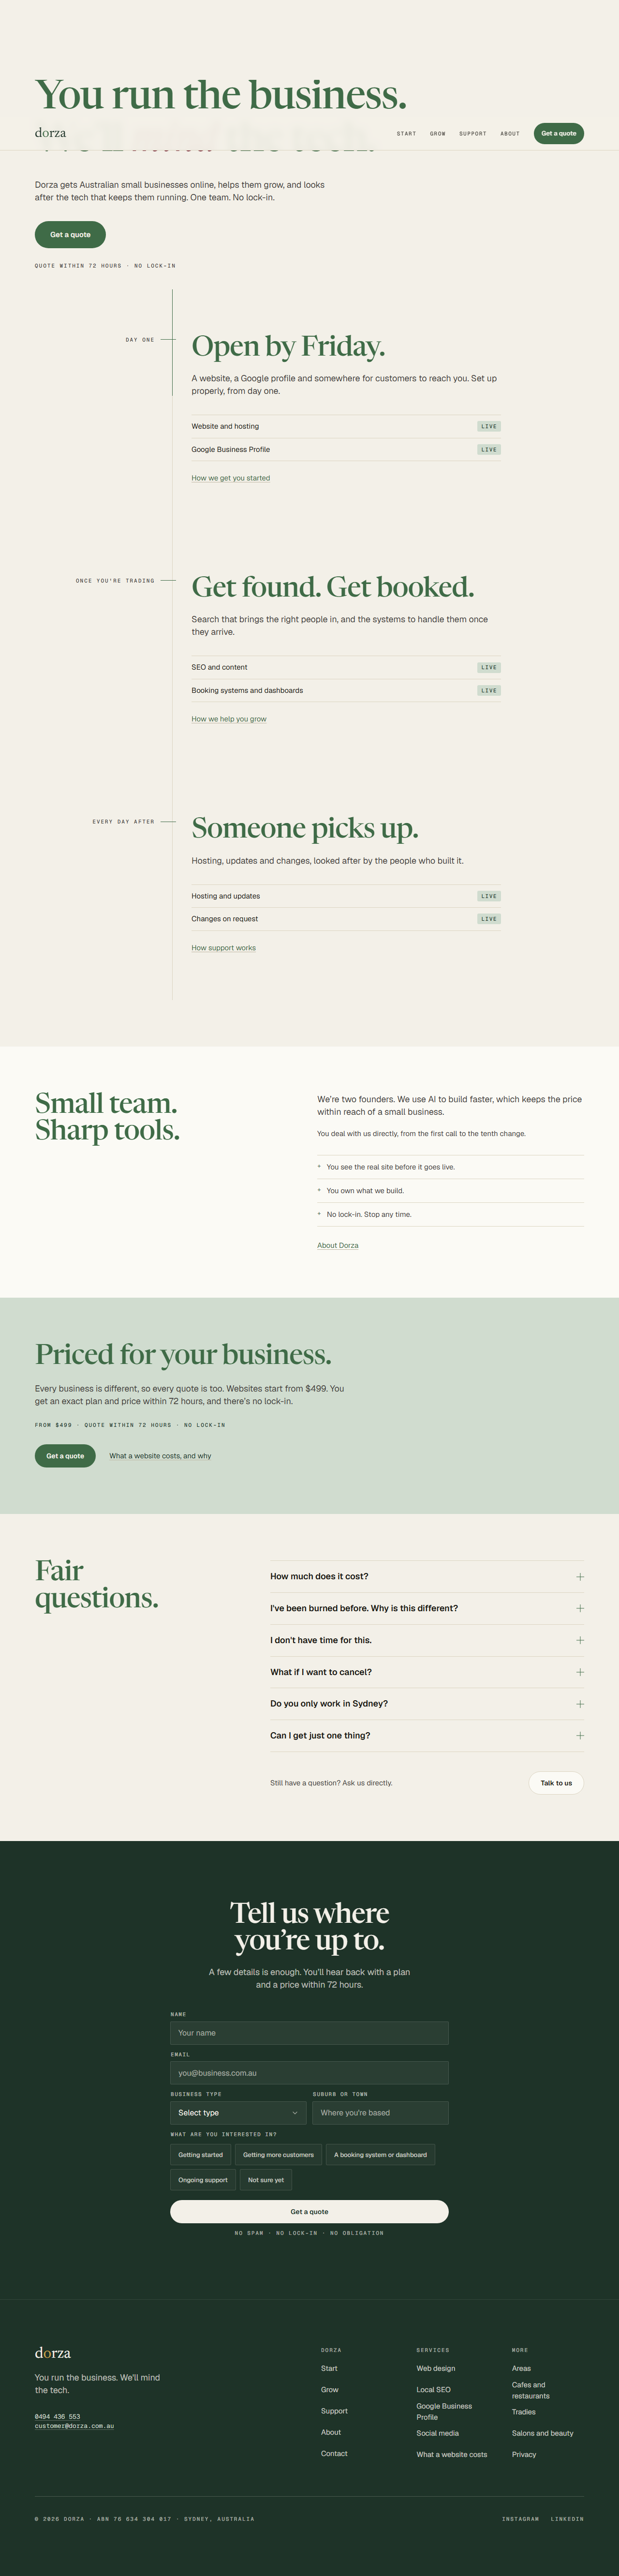 You run the business.
dorza
START
GROW
SUPPORT
ABOUT
Get a quote
Dorza gets Australian small businesses online, helps them grow, and looks
after the tech that keeps them running. One team. No lock-in.
Get a quote
QUOTE WITHIN 72 HOURS · NO LOCK-IN
DAY ONE
Open by Friday.
A website, a Google profile and somewhere for customers to reach you. Set up
properly, from day one.
Website and hosting
LIVE
Google Business Profile
LIVE
How we get you started
ONCE YOU'RE TRADING
Get found. Get booked.
Search that brings the right people in, and the systems to handle them once
they arrive.
SEO and content
LIVE
Booking systems and dashboards
LIVE
How we help you grow
EVERY DAY AFTER
Someone picks up.
Hosting, updates and changes, looked after by the people who built it.
Hosting and updates
LIVE
Changes on request
LIVE
How support works
Small team.
Sharp tools.
We're two founders. We use AI to build faster, which keeps the price
within reach of a small business.
You deal with us directly, from the first call to the tenth change.
+ You see the real site before it goes live.
+ You own what we build.
+ No lock-in. Stop any time.
About Dorza
Priced for your business.
Every business is different, so every quote is too. Websites start from $499. You
get an exact plan and price within 72 hours, and there's no lock-in.
FROM $499 · QUOTE WITHIN 72 HOURS · NO LOCK-IN
Get a quote
What a website costs, and why
Fair
questions.
How much does it cost?
I've been burned before. Why is this different?
I don't have time for this.
What if I want to cancel?
Do you only work in Sydney?
Can I get just one thing?
Still have a question? Ask us directly.
Talk to us
Tell us where
you're up to.
A few details is enough. You'll hear back with a plan
and a price within 72 hours.
NAME
Your name
EMAIL
you@business.com.au
BUSINESS TYPE
SUBURB OR TOWN
Select type
Where you're based
WHAT ARE YOU INTERESTED IN?
Getting started
Getting more customers
A booking system or dashboard
Ongoing support
Not sure yet
Get a quote
NO SPAM · NO LOCK-IN · NO OBLIGATION
dorza
You run the business. We'll mind
the tech.
0494 436 553
customer@dorza.com.au
DORZA
Start
Grow
Support
About
Contact
SERVICES
Web design
Local SEO
Google Business
Profile
Social media
What a website costs
MORE
Areas
Cafes and
restaurants
Tradies
Salons and beauty
Privacy
© 2026 DORZA · ABN 76 634 304 017 · SYDNEY, AUSTRALIA
INSTAGRAM
LINKEDIN